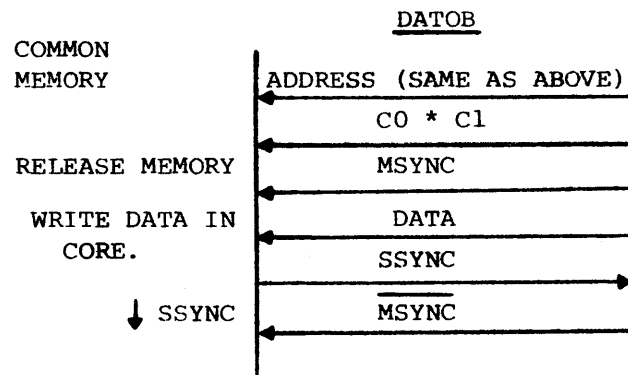 DATOB
COMMON
MEMORY
ADDRESS (SAME AS ABOVE)
C0 * C1
RELEASE MEMORY
MSYNC
WRITE DATA IN
CORE.
DATA
SSYNC
↓ SSYNC
MSYNC